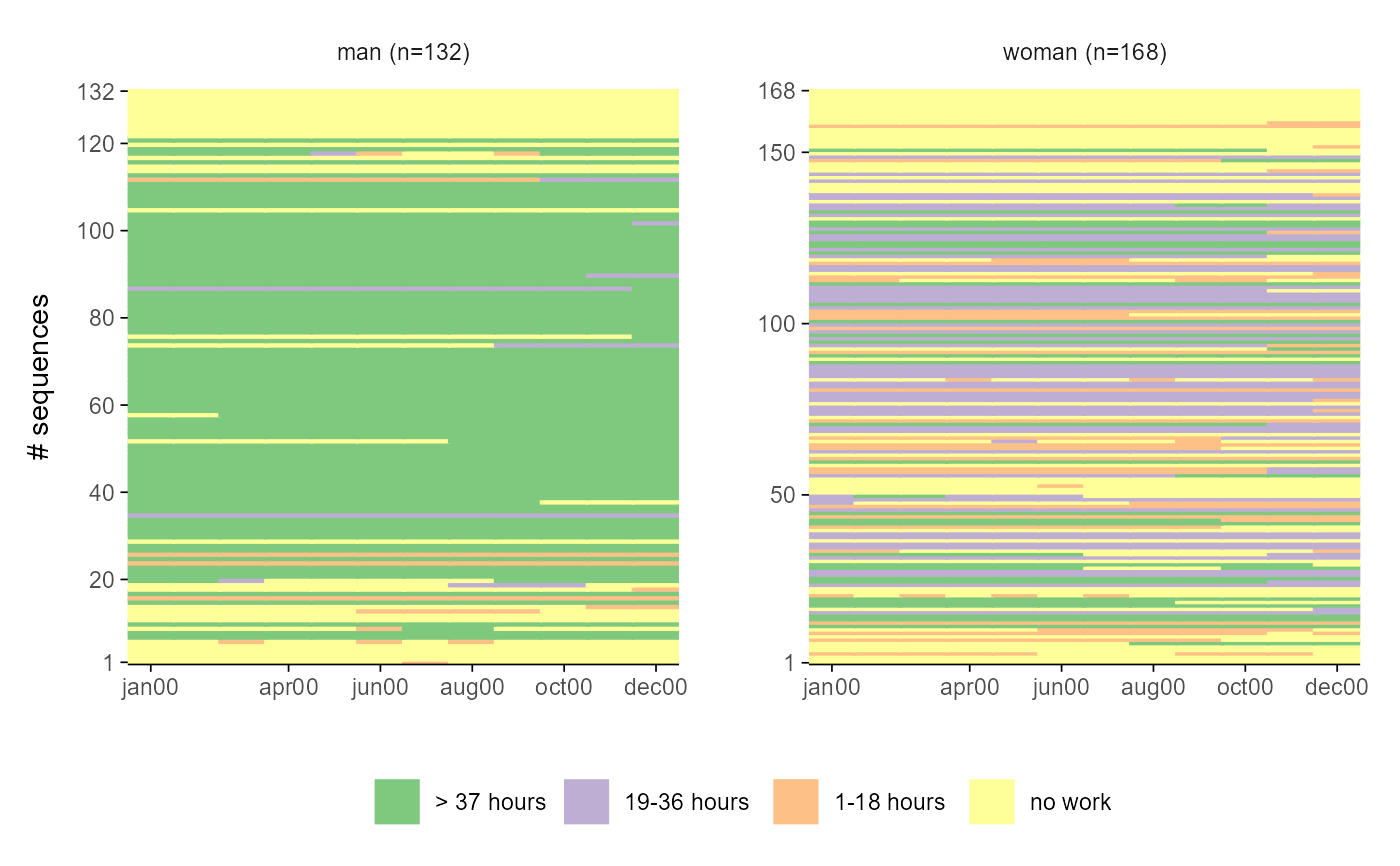 man (n=132)
woman (n=168)
# sequences
132
120
100
80
60
40
20
1
jan00 apr00 jun00 aug00 oct00 dec00
168
150
100
50
1
jan00 apr00 jun00 aug00 oct00 dec00
> 37 hours 19-36 hours 1-18 hours no work